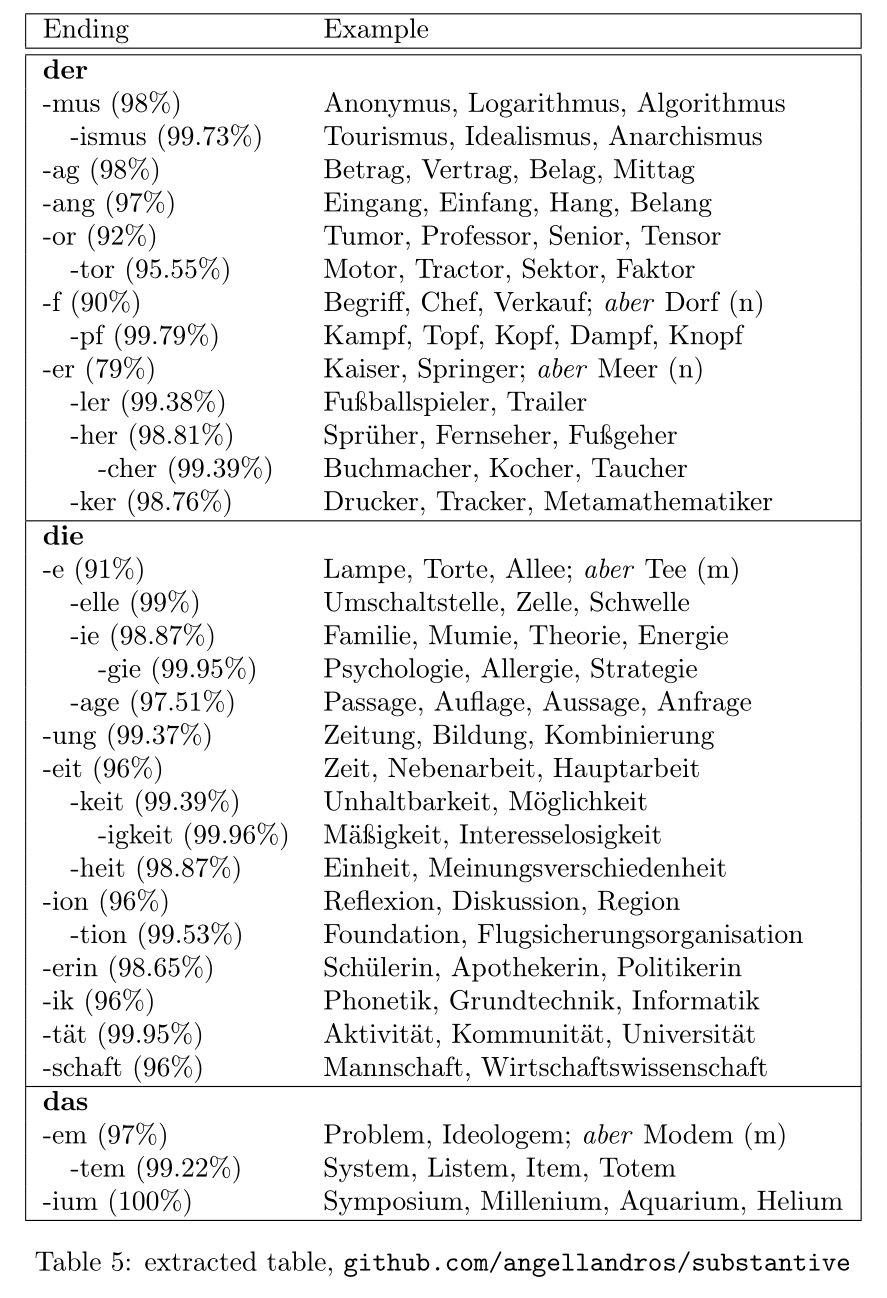 Ending Example
der
-mus (98%) Anonymus, Logarithmus, Algorithmus
-ismus (99.73%) Tourismus, Idealismus, Anarchismus
-ag (98%) Betrag, Vertrag, Belag, Mittag
-ang (97%) Eingang, Einfang, Hang, Belang
-or (92%) Tumor, Professor, Senior, Tensor
-tor (95.55%) Motor, Tractor, Sektor, Faktor
-f (90%) Begriff, Chef, Verkauf; aber Dorf (n)
-pf (99.79%) Kampf, Topf, Kopf, Dampf, Knopf
-er (79%) Kaiser, Springer; aber Meer (n)
-ler (99.38%) Fußballspieler, Trailer
-her (98.81%) Sprüher, Fernseher, Fußgeher
-cher (99.39%) Buchmacher, Kocher, Taucher
-ker (98.76%) Drucker, Tracker, Metamathematiker
die
-e (91%) Lampe, Torte, Allee; aber Tee (m)
-elle (99%) Umschaltstelle, Zelle, Schwelle
-ie (98.87%) Familie, Mumie, Theorie, Energie
-gie (99.95%) Psychologie, Allergie, Strategie
-age (97.51%) Passage, Auflage, Aussage, Anfrage
-ung (99.37%) Zeitung, Bildung, Kombinierung
-eit (96%) Zeit, Nebenarbeit, Hauptarbeit
-keit (99.39%) Unhaltbarkeit, Möglichkeit
-igkeit (99.96%) Mäßigkeit, Interesselosigkeit
-heit (98.87%) Einheit, Meinungsverschiedenheit
-ion (96%) Reflexion, Diskussion, Region
-tion (99.53%) Foundation, Flugsicherungsorganisation
-erin (98.65%) Schülerin, Apothekerin, Politikerin
-ik (96%) Phonetik, Grundtechnik, Informatik
-tät (99.95%) Aktivität, Kommunität, Universität
-schaft (96%) Mannschaft, Wirtschaftswissenschaft
das
-em (97%) Problem, Ideologem; aber Modem (m)
-tem (99.22%) System, Listem, Item, Totem
-ium (100%) Symposium, Millenium, Aquarium, Helium
Table 5: extracted table, github.com/angellandros/substantive